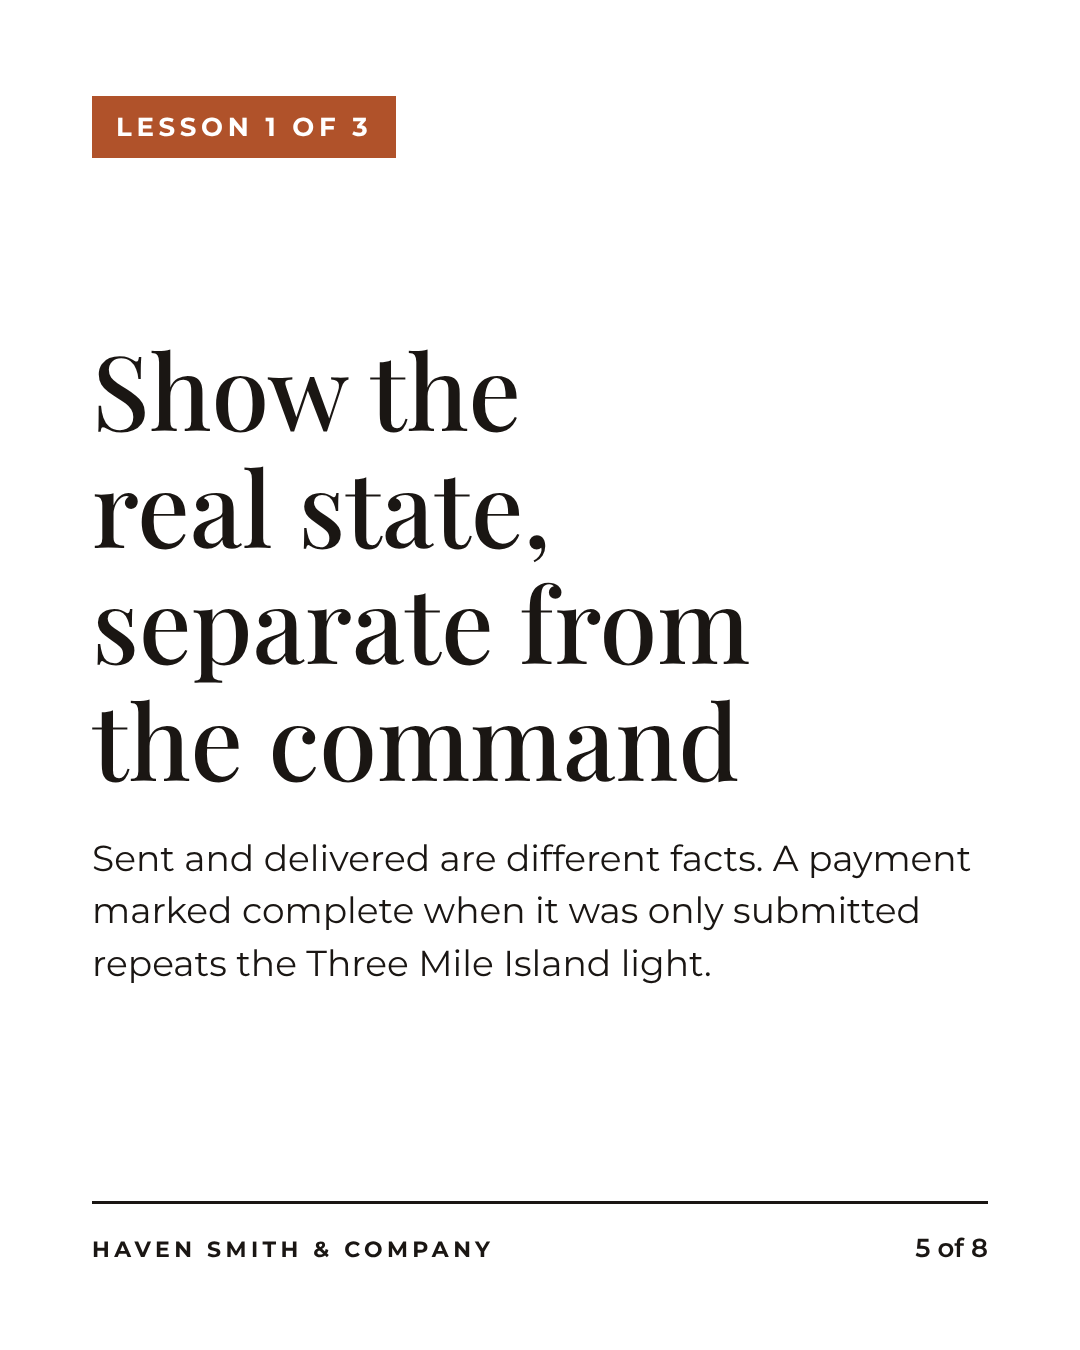 LESSON 1 OF 3
Show the
real state,
separate from
the command
Sent and delivered are different facts. A payment
marked complete when it was only submitted
repeats the Three Mile Island light.
HAVEN SMITH & COMPANY
5 of 8